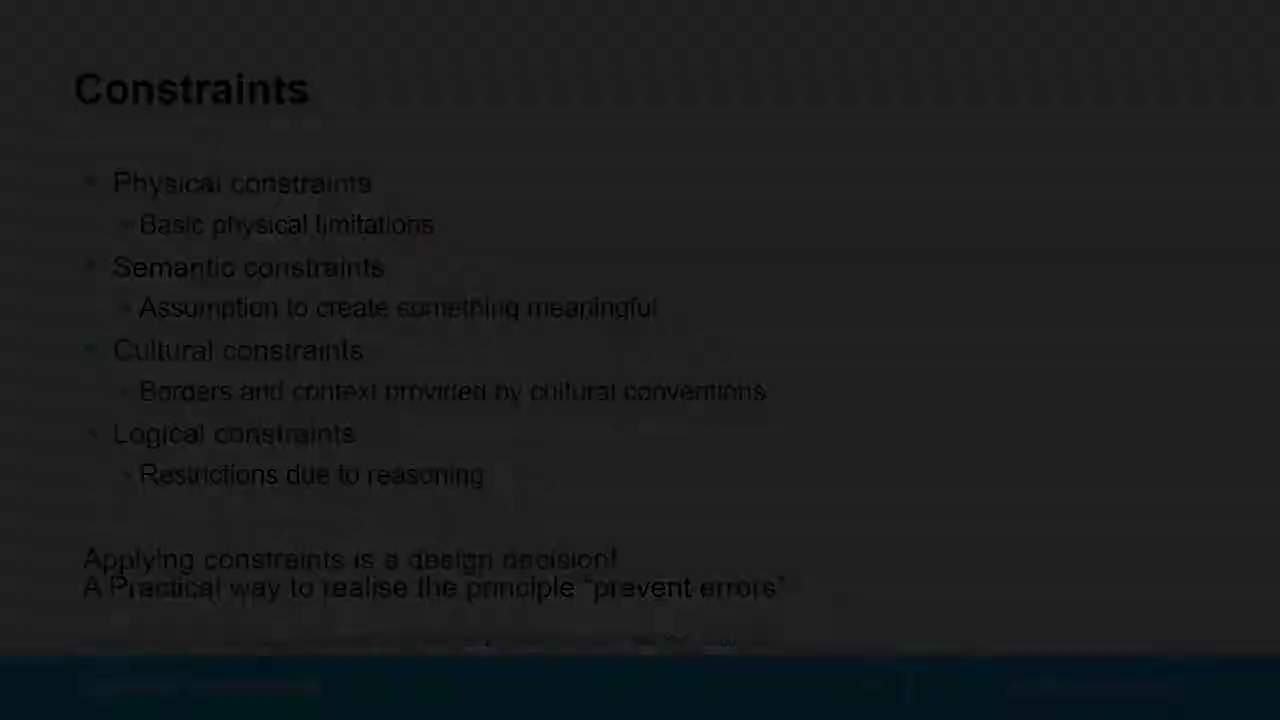 Constraints
Physical constraints
Basic physical limitations
Semantic constraints
Assumption to create something meaningful
Cultural constraints
Borders and context provided by cultural conventions
Logical constraints
Restrictions due to reasoning
Applying constraints is a design decision!
A Practical way to realise the principle “prevent errors”